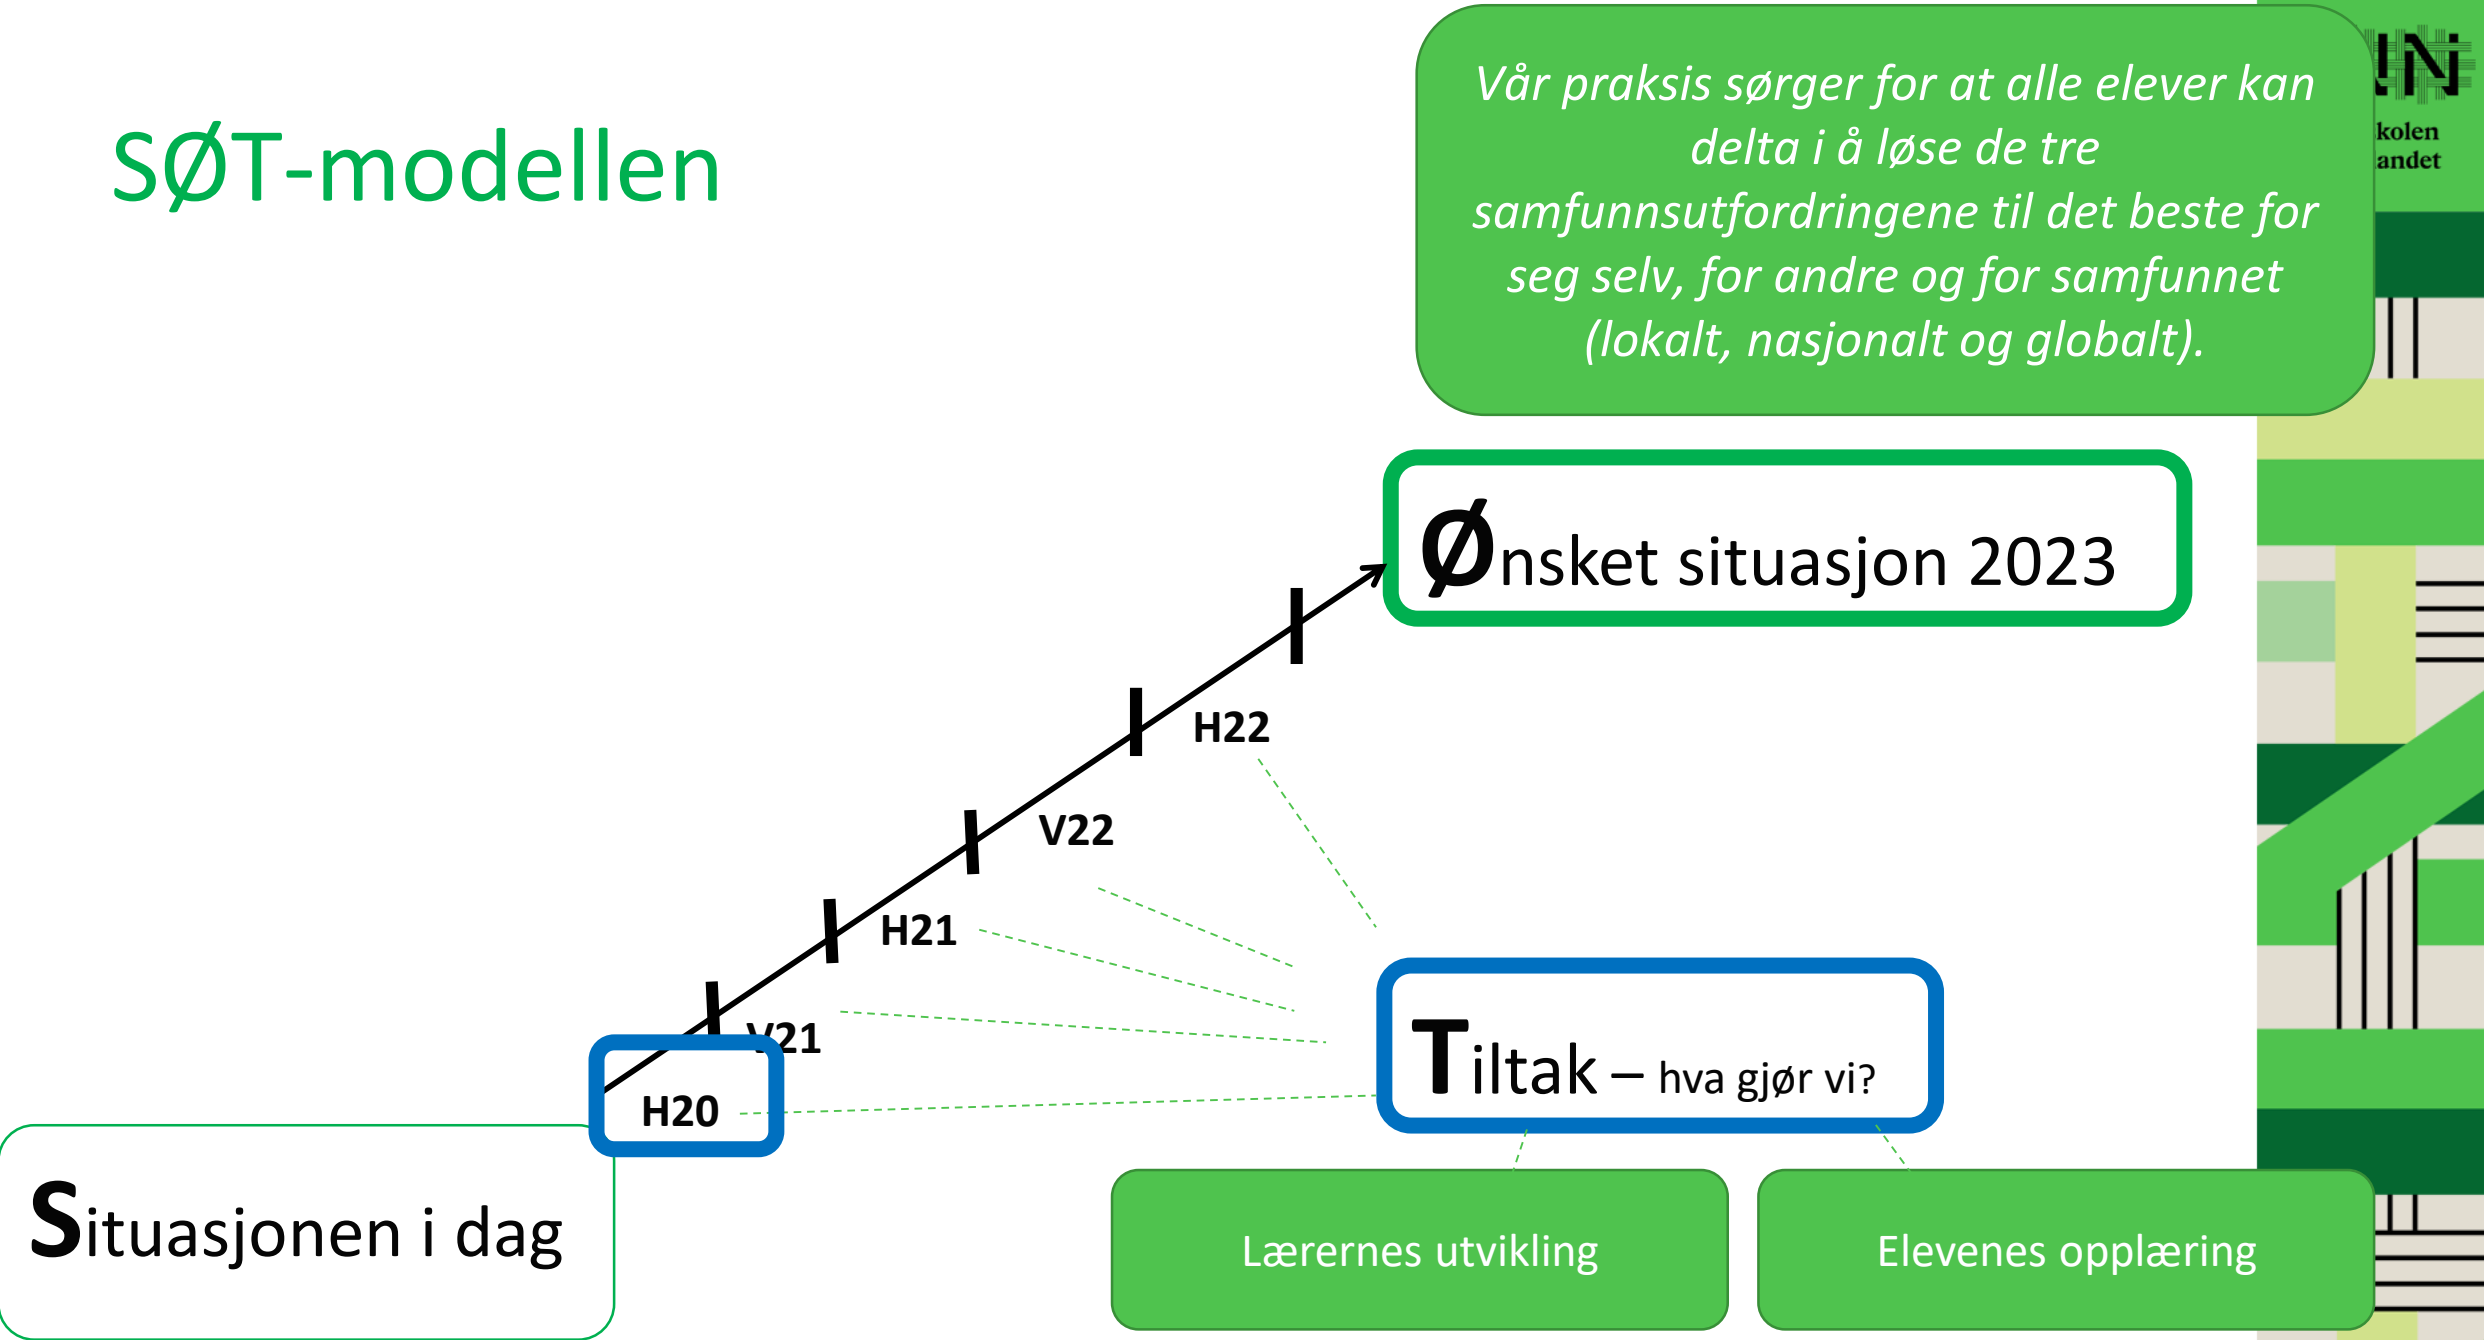 SØT-modellen
Vår praksis sørger for at alle elever kan
delta i å løse de tre
samfunnsutfordringene til det beste for
seg selv, for andre og for samfunnet
(lokalt, nasjonalt og globalt).
kolen
andet
Ønsket situasjon 2023
H22
V22
H21
V21
H20
Tiltak – hva gjør vi?
Situasjonen i dag
Lærernes utvikling
Elevenes opplæring